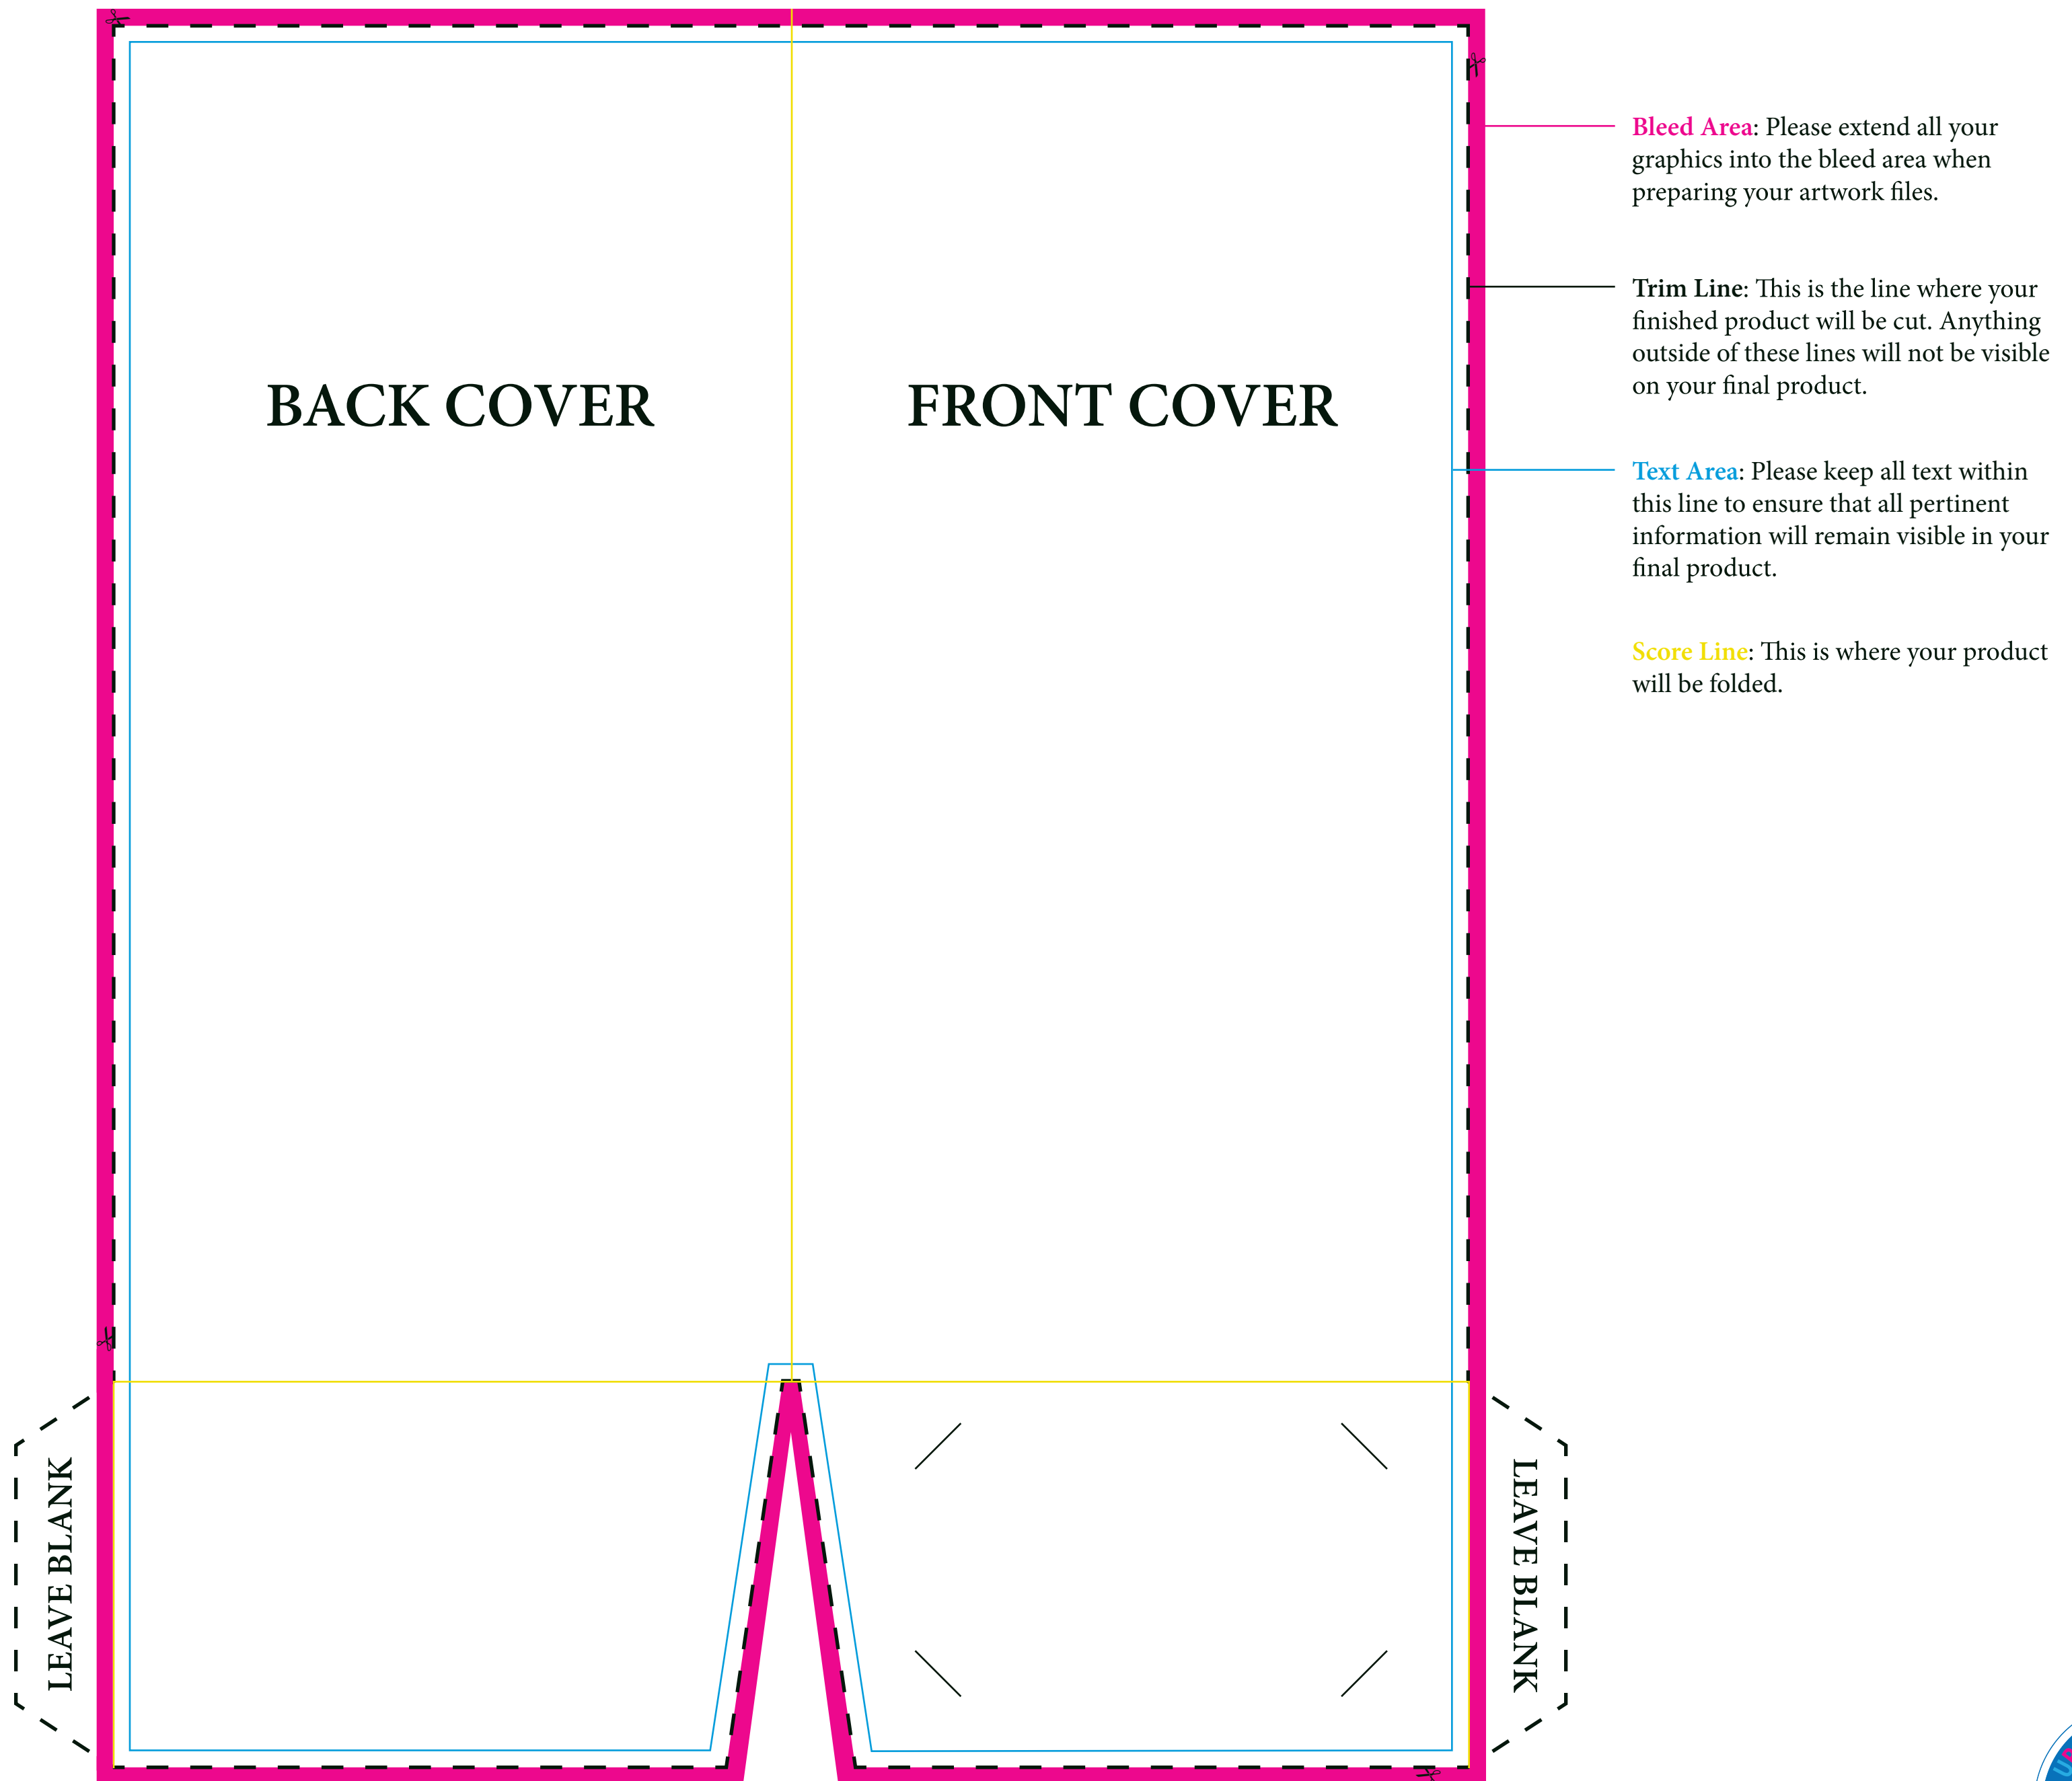 BACK COVER
FRONT COVER
Bleed Area: Please extend all your
graphics into the bleed area when
preparing your artwork files.
Trim Line: This is the line where your
finished product will be cut. Anything
outside of these lines will not be visible
on your final product.
Text Area: Please keep all text within
this line to ensure that all pertinent
information will remain visible in your
final product.
Score Line: This is where your product
will be folded.
LEAVE BLANK
LEAVE BLANK